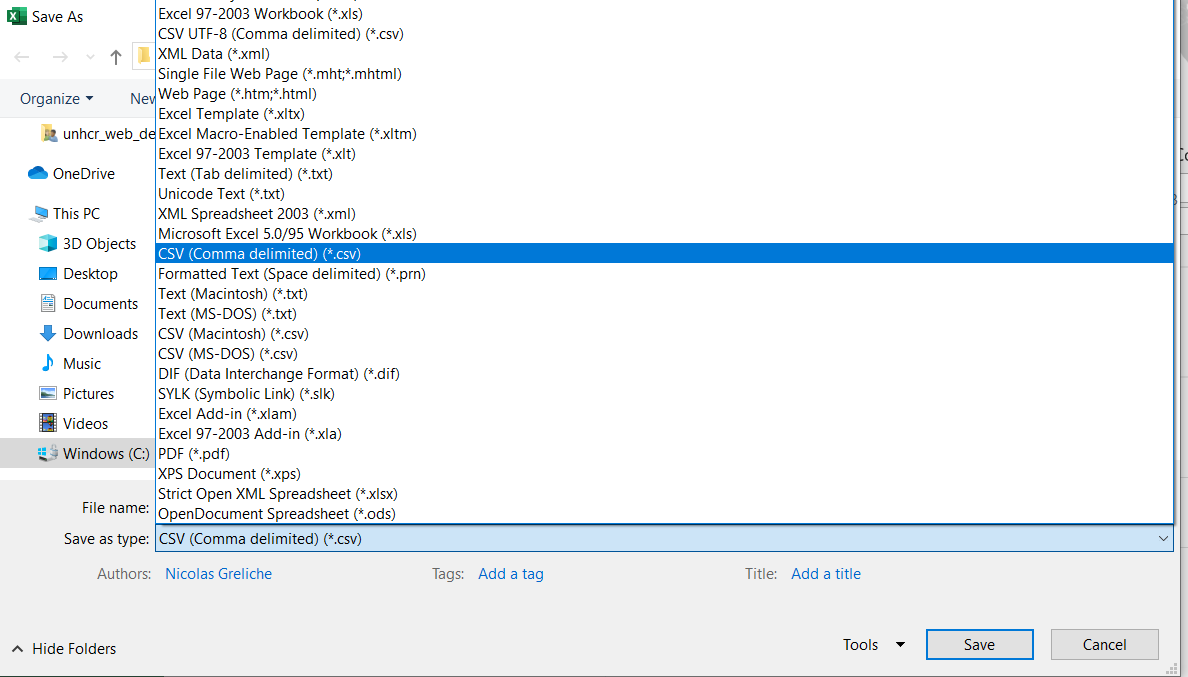 Save As
Excel 97-2003 Workbook (*.xls)
CSV UTF-8 (Comma delimited) (*.csv)
XML Data (*.xml)
Single File Web Page (*.mht;*.mhtml)
Organize
New
Web Page (*.htm;*.html)
Excel Template (*.xltx)
unhcr_web_de
Excel Macro-Enabled Template (*.xltm)
Excel 97-2003 Template (*.xlt)
OneDrive
Text (Tab delimited) (*.txt)
Unicode Text (*.txt)
This PC
XML Spreadsheet 2003 (*.xml)
Microsoft Excel 5.0/95 Workbook (*.xls)
3D Objects
CSV (Comma delimited) (*.csv)
Desktop
Formatted Text (Space delimited) (*.prn)
Documents
Text (Macintosh) (*.txt)
Text (MS-DOS) (*.txt)
Downloads
CSV (Macintosh) (*.csv)
CSV (MS-DOS) (*.csv)
Music
DIF (Data Interchange Format) (*.dif)
Pictures
SYLK (Symbolic Link) (*.slk)
Excel Add-in (*.xlam)
Videos
Excel 97-2003 Add-in (*.xla)
Windows (C:)
PDF (*.pdf)
XPS Document (*.xps)
Strict Open XML Spreadsheet (*.xlsx)
OpenDocument Spreadsheet (*.ods)
File name:
Save as type: CSV (Comma delimited) (*.csv)
Authors: Nicolas Greliche Tags: Add a tag Title: Add a title
Hide Folders
Tools Save Cancel